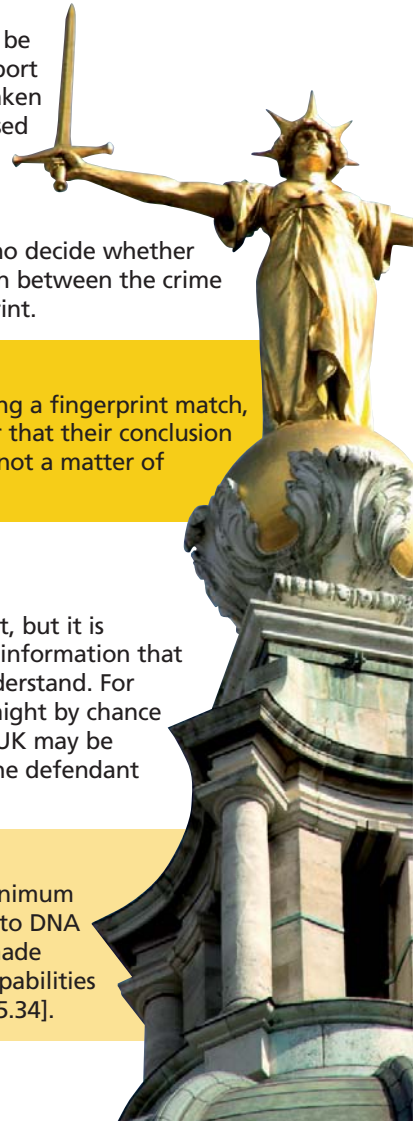 be
port
aken
sed
no decide whether
n between the crime
int.
ng a fingerprint match,
r that their conclusion
not a matter of
t, but it is
information that
derstand. For
might by chance
UK may be
he defendant
nimum
to DNA
made
pabilities
5.34].